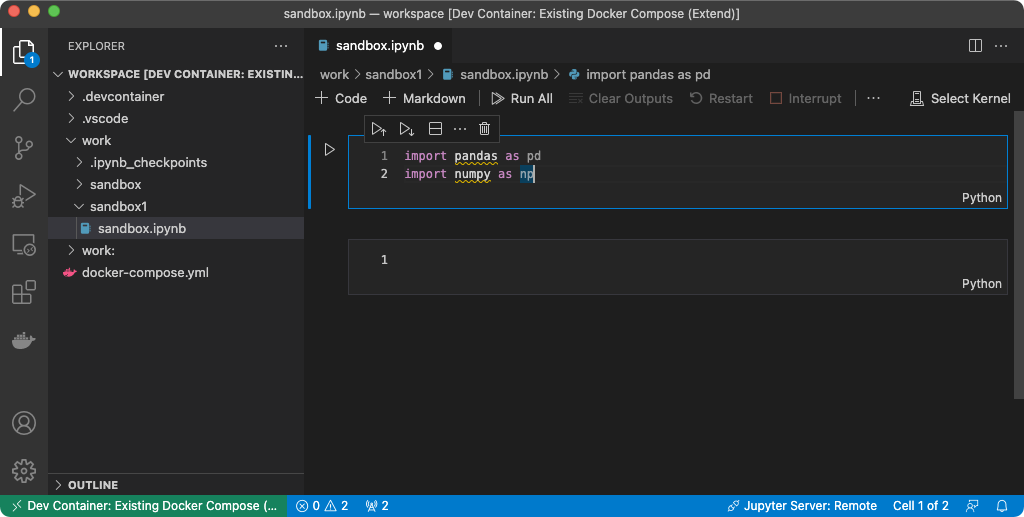 sandbox.ipynb — workspace [Dev Container: Existing Docker Compose (Extend)]
1
EXPLORER
WORKSPACE [DEV CONTAINER: EXISTIN...
.devcontainer
.vscode
work
.ipynb_checkpoints
sandbox
sandbox1
sandbox.ipynb
work:
docker-compose.yml
OUTLINE
sandbox.ipynb
work > sandbox1 > sandbox.ipynb > import pandas as pd
Code Markdown Run All Clear Outputs Restart Interrupt Select Kernel
1 import pandas as pd
2 import numpy as np
Python
1
Python
Dev Container: Existing Docker Compose (... 0 2 2 Jupyter Server: Remote Cell 1 of 2